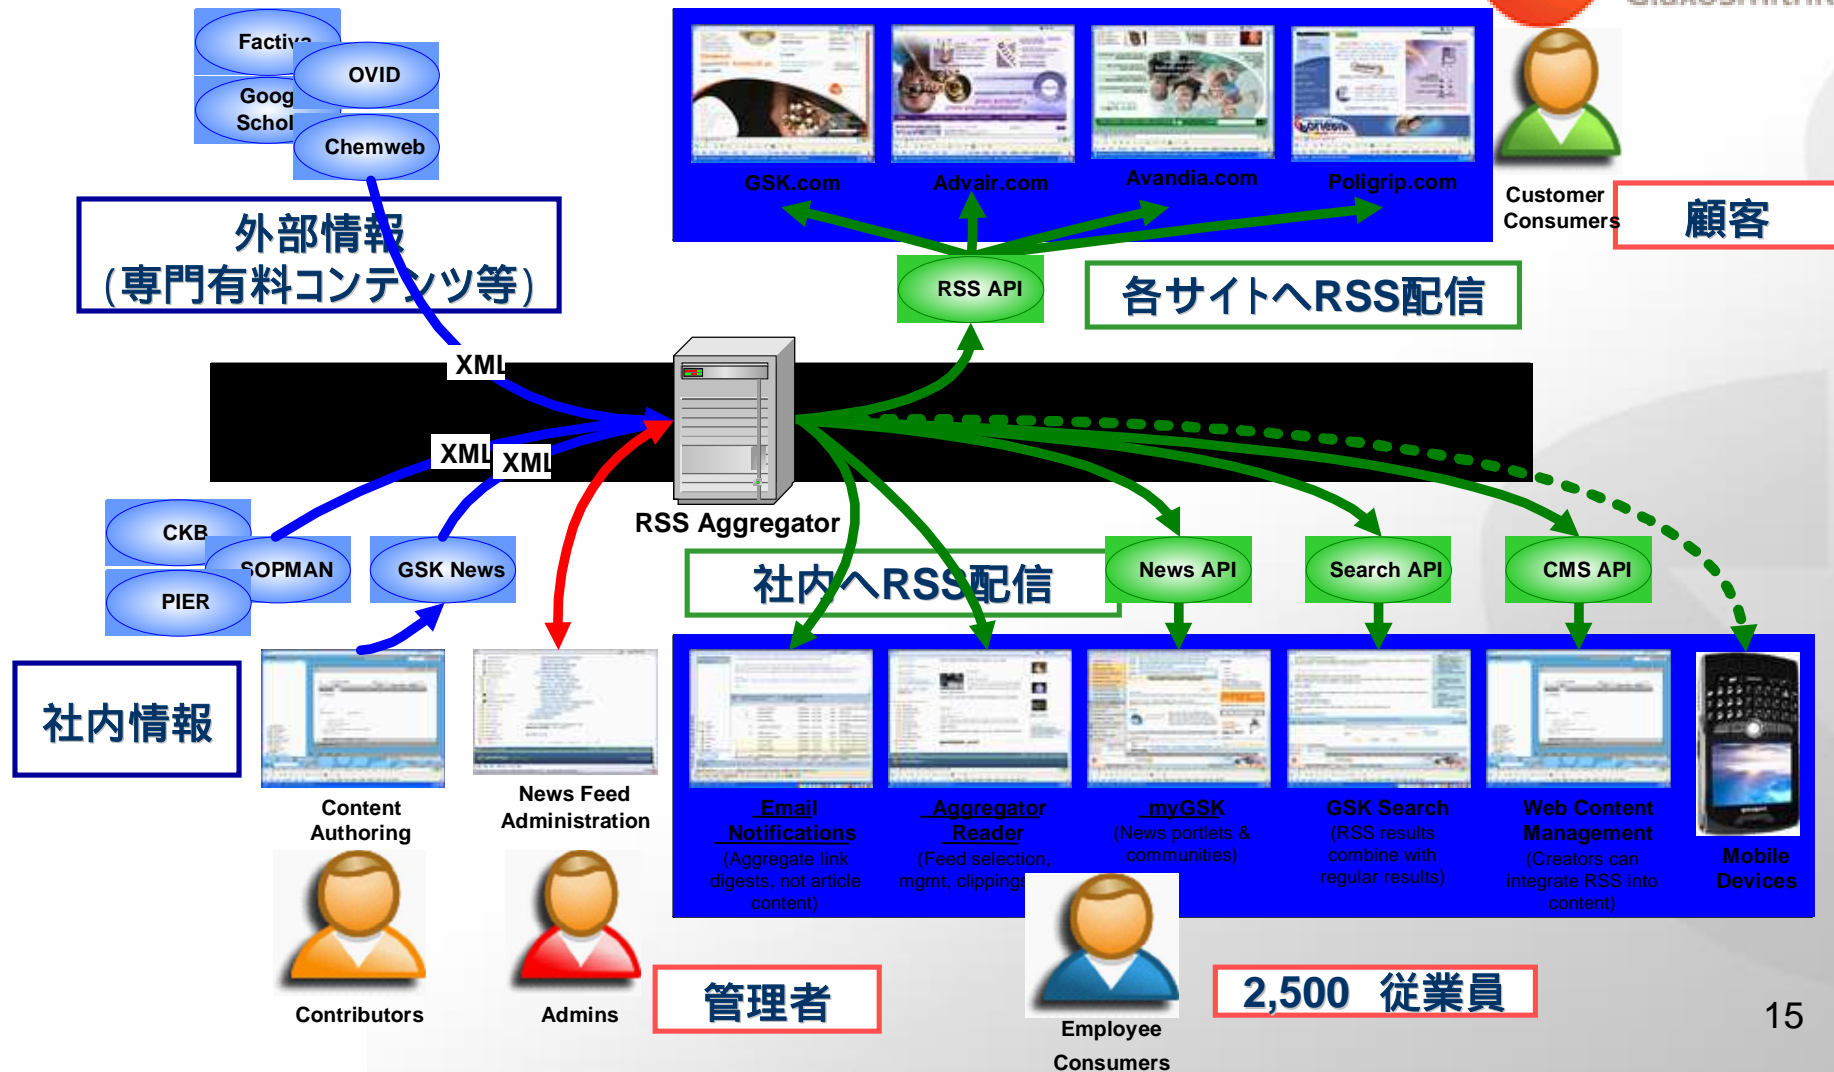 Factiva
OVID
Goog
Schol
Chemweb
外部情報
(専門有料コンテンツ等)
GSK.com
Advair.com
Avandia.com
Poligrip.com
Customer
Consumers
顧客
RSS API
各サイトへRSS配信
XML
XML
XML
RSS Aggregator
CKB
SOPMAN
PIER
GSK News
社内へRSS配信
News API
Search API
CMS API
社内情報
Content
Authoring
News Feed
Administration
Email
Notifications
(Aggregate link
digests, not article
content)
Aggregator
Reader
(Feed selection,
mgmt, clippings
myGSK
(News portlets &
communities)
GSK Search
(RSS results
combine with
regular results)
Web Content
Management
(Creators can
integrate RSS into
content)
Mobile
Devices
Contributors
Admins
管理者
Employee
Consumers
2,500 従業員
15